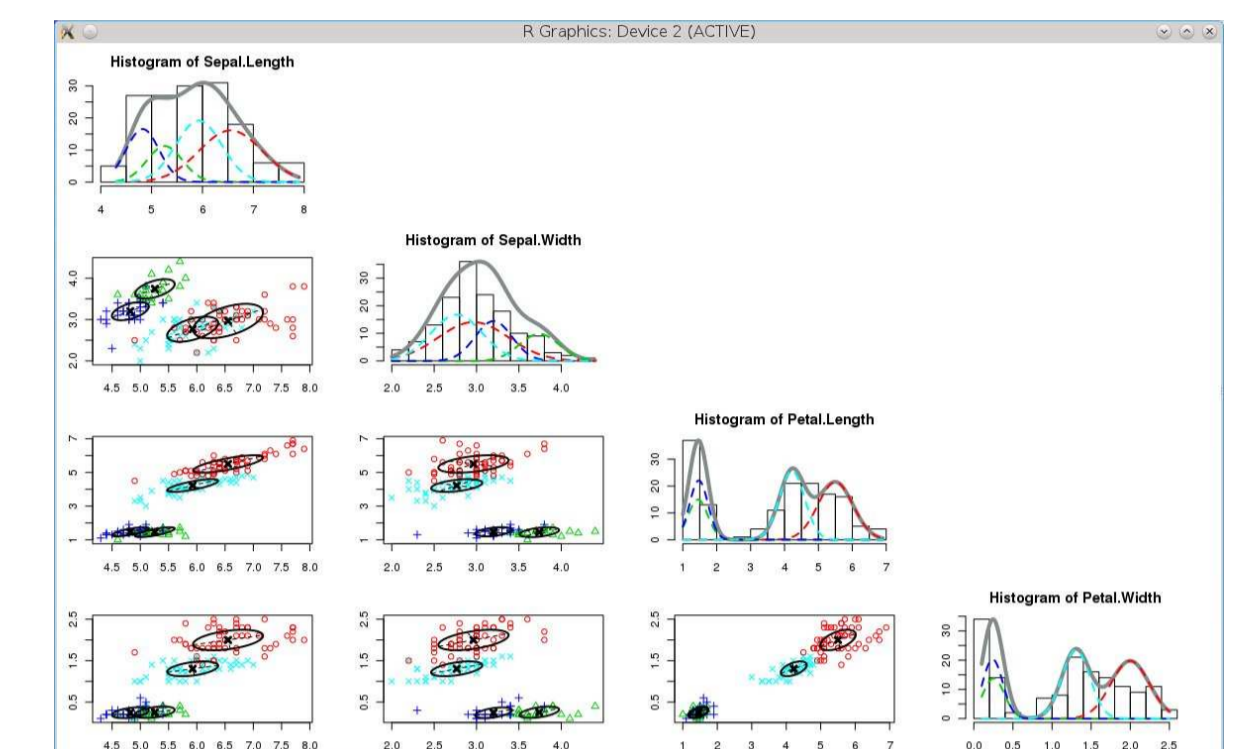 R Graphics: Device 2 (ACTIVE)
Histogram of Sepal.Length
0 10 20 30
4 5 6 7 8
Histogram of Sepal.Width
2.0 3.0 4.0
4.5 5.0 5.5 6.0 6.5 7.0 7.5 8.0
0 10 20 30
2.0 2.5 3.0 3.5 4.0
Histogram of Petal.Length
1 3 5 7
4.5 5.0 5.5 6.0 6.5 7.0 7.5 8.0
1 3 5 7
2.0 2.5 3.0 3.5 4.0
0 10 20 30
1 2 3 4 5 6 7
Histogram of Petal.Width
0.5 1.5 2.5
4.5 5.0 5.5 6.0 6.5 7.0 7.5 8.0
0.5 1.5 2.5
2.0 2.5 3.0 3.5 4.0
0.5 1.5 2.5
1 2 3 4 5 6 7
0 10 20 30
0.0 0.5 1.0 1.5 2.0 2.5